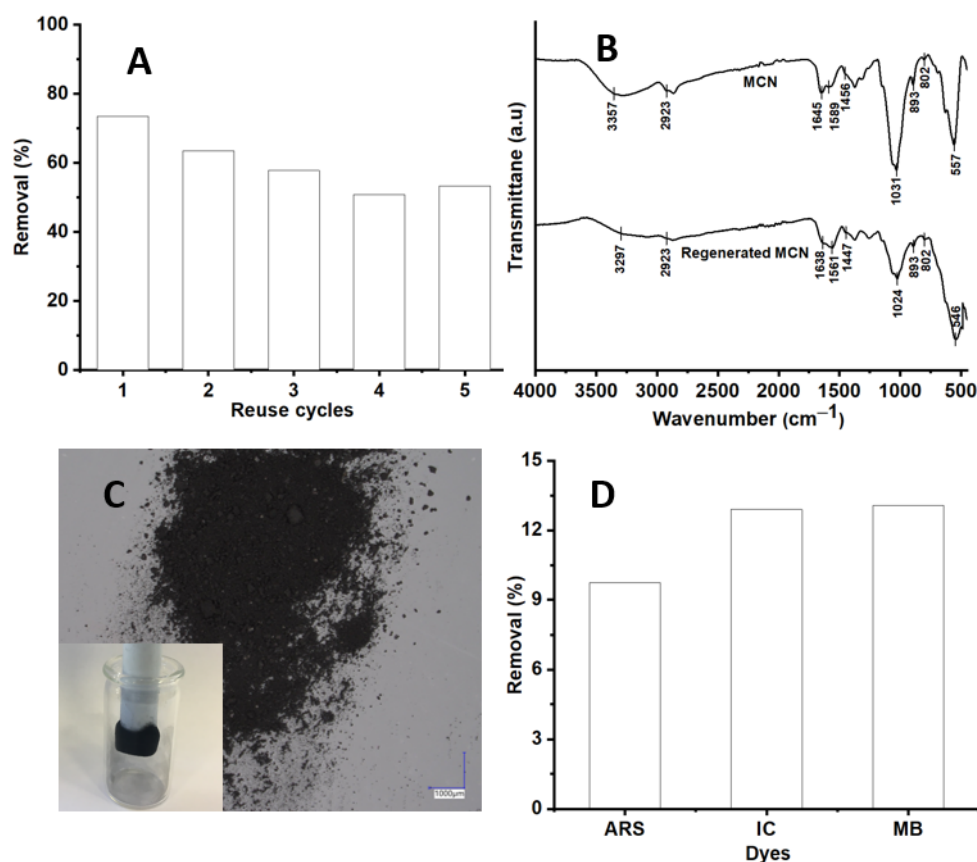 A
Removal (%)
100
80
60
40
20
0
1 2 3 4 5
Reuse cycles
B
Transmittane (a.u)
MCN
3357
2923
1645
1589
1456
1031
893
802
557
Regenerated MCN
3297
2923
1638
1561
1447
1024
893
802
546
4000 3500 3000 2500 2000 1500 1000 500
Wavenumber (cm⁻¹)
C
1000μm
D
Removal (%)
15
12
9
6
3
0
ARS IC MB
Dyes